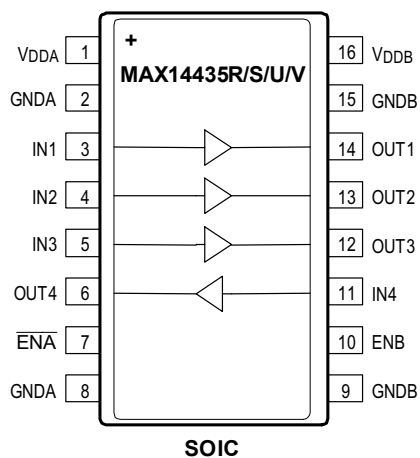 +
MAX14435R/S/U/V
VDDA 1 16 VDDB
GNDA 2 15 GNDB
IN1 3 14 OUT1
IN2 4 13 OUT2
IN3 5 12 OUT3
OUT4 6 11 IN4
E̅N̅A̅ 7 10 ENB
GNDA 8 9 GNDB
SOIC